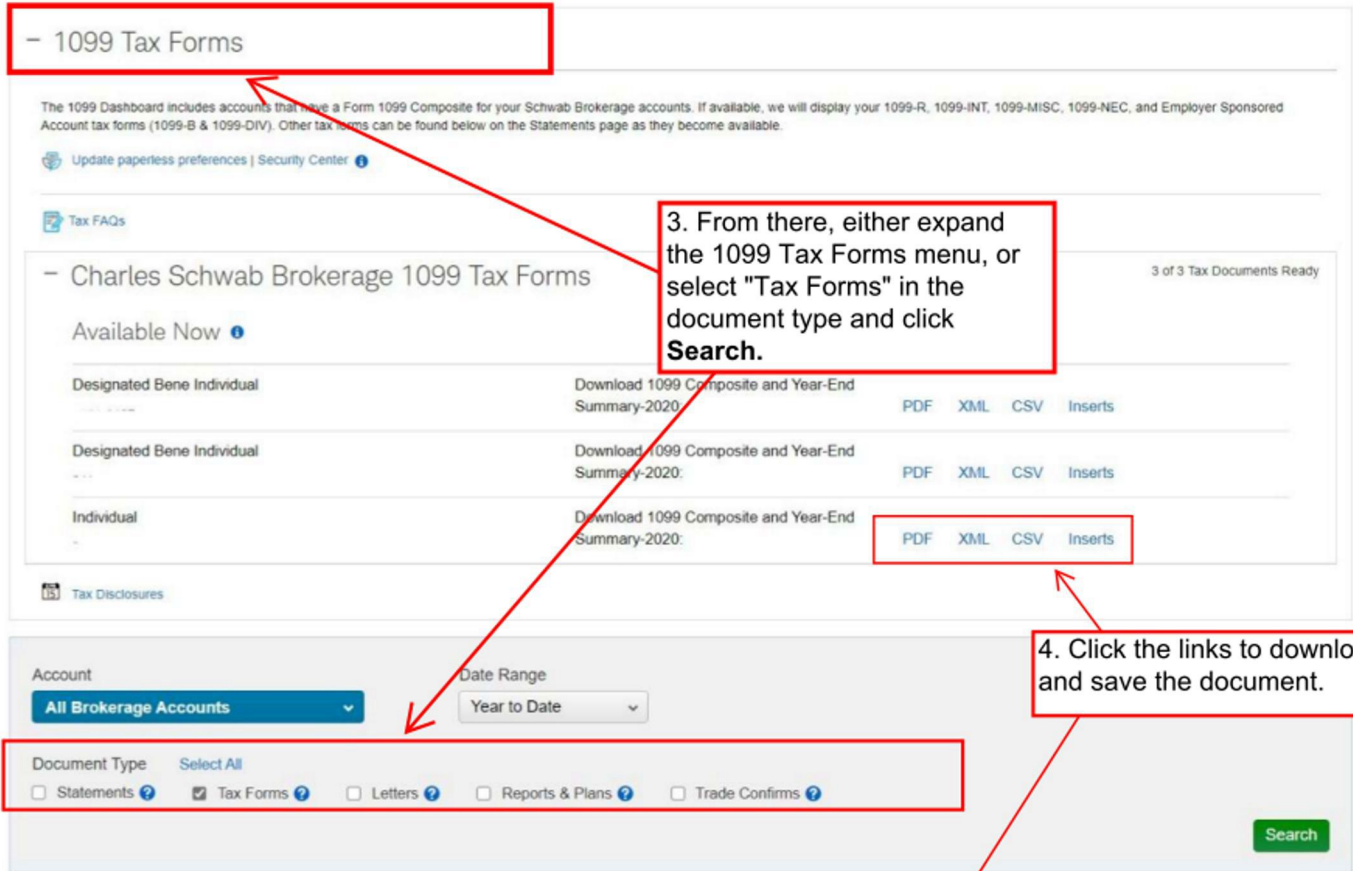 − 1099 Tax Forms
The 1099 Dashboard includes accounts that have a Form 1099 Composite for your Schwab Brokerage accounts. If available, we will display your 1099-R, 1099-INT, 1099-MISC, 1099-NEC, and Employer Sponsored
Account tax forms (1099-B & 1099-DIV). Other tax forms can be found below on the Statements page as they become available.
Update paperless preferences | Security Center
Tax FAQs
3. From there, either expand
the 1099 Tax Forms menu, or
select "Tax Forms" in the
document type and click
Search.
− Charles Schwab Brokerage 1099 Tax Forms
3 of 3 Tax Documents Ready
Available Now
Designated Bene Individual
Download 1099 Composite and Year-End
Summary-2020: PDF XML CSV Inserts
Designated Bene Individual
Download 1099 Composite and Year-End
Summary-2020: PDF XML CSV Inserts
Individual
Download 1099 Composite and Year-End
Summary-2020: PDF XML CSV Inserts
Tax Disclosures
4. Click the links to downlo
and save the document.
Account
Date Range
All Brokerage Accounts
Year to Date
Document Type Select All
Statements Tax Forms Letters Reports & Plans Trade Confirms
Search